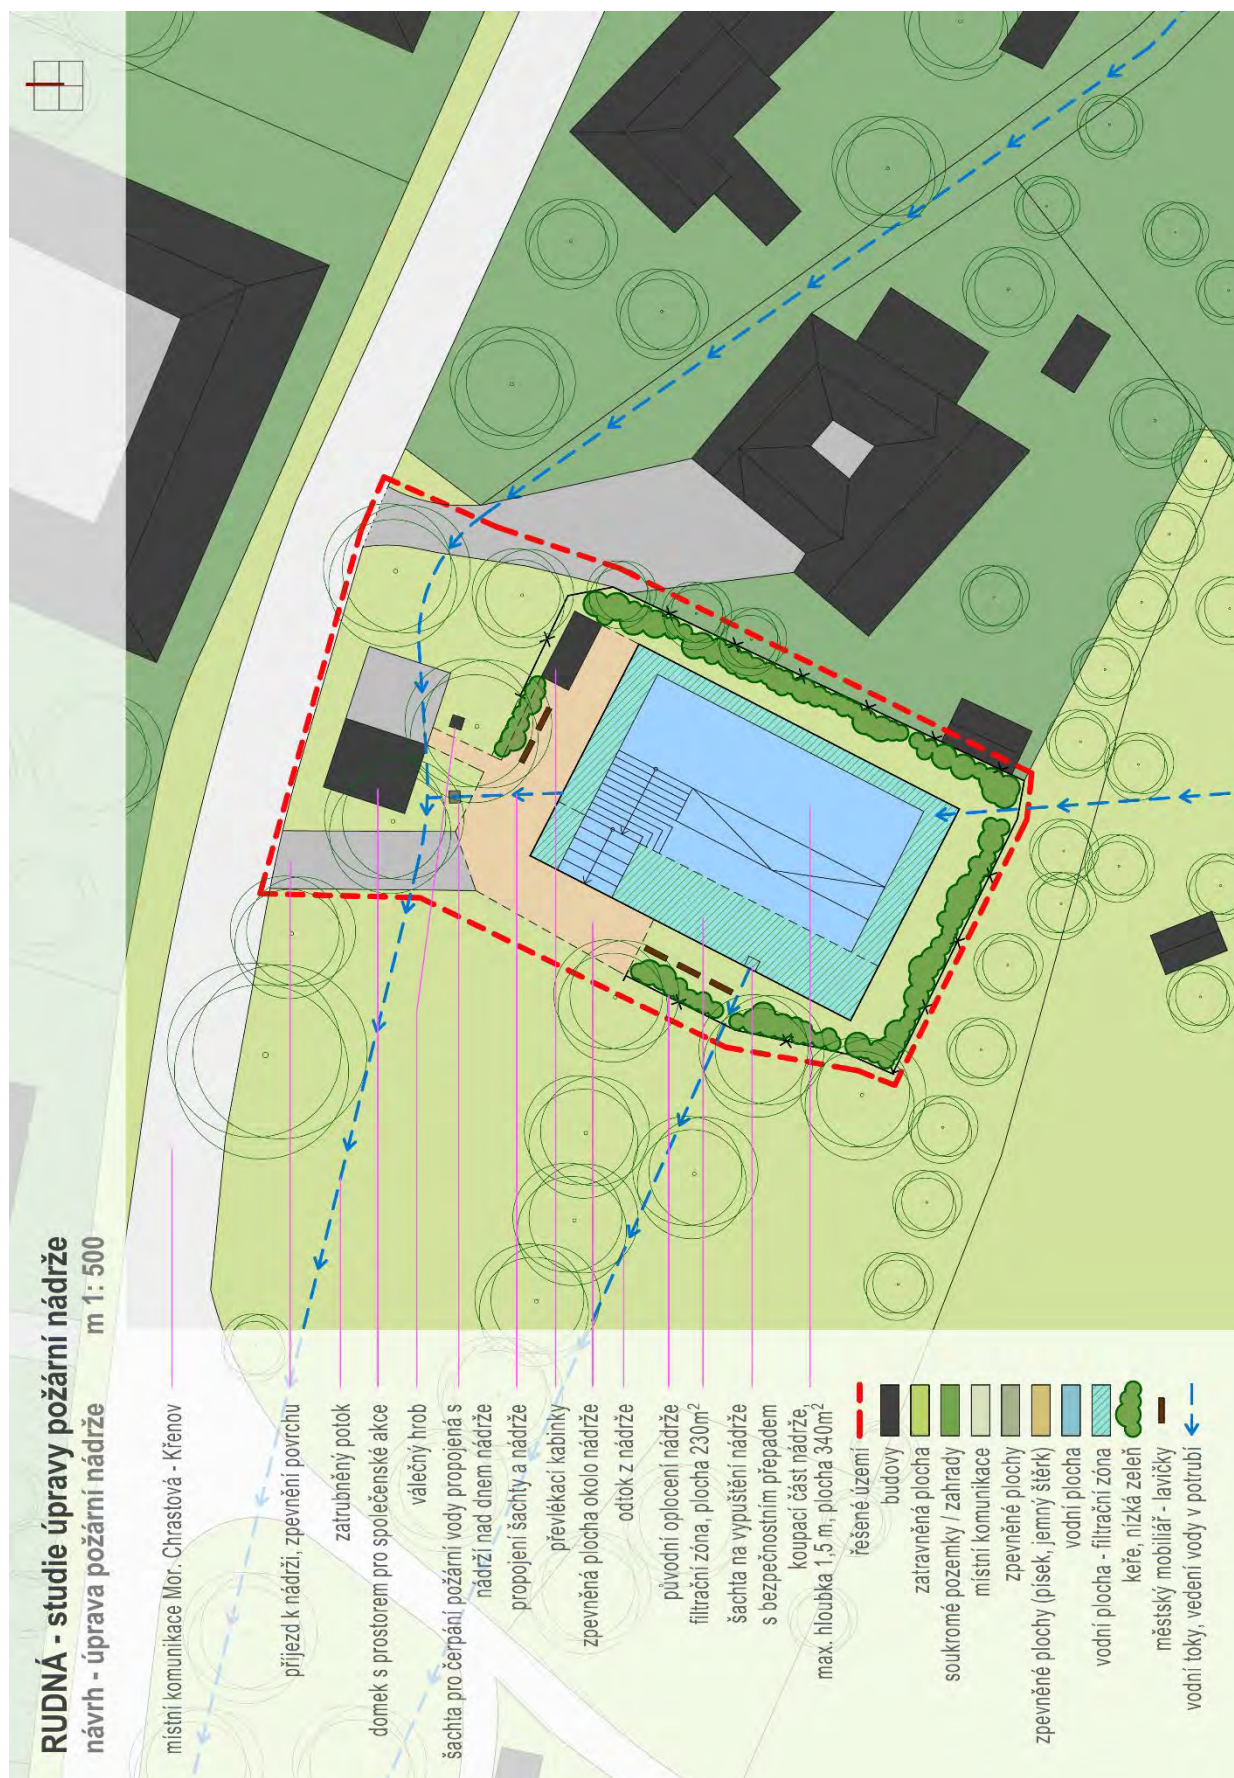 RUDNÁ - studie úpravy požární nádrže
návrh - úprava požární nádrže m 1: 500
místní komunikace Mor. Chrastová - Křenov
příjezd k nádrži, zpevnění povrchu
zatrubněný potok
domek s prostorem pro společenské akce
válečný hrob
šachta pro čerpání požární vody propojená s
nádrží nad dnem nádrže
propojení šachty a nádrže
převlékací kabinky
zpevněná plocha okolo nádrže
odtok z nádrže
původní oplocení nádrže
filtrační zóna, plocha 230m²
šachta na vypuštění nádrže
s bezpečnostním přepadem
koupací část nádrže,
max. hloubka 1,5 m, plocha 340m²
řešené území
budovy
zatravněná plocha
soukromé pozemky / zahrady
místní komunikace
zpevněné plochy
zpevněné plochy (písek, jemný štěrk)
vodní plocha
vodní plocha - filtrační zóna
keře, nízká zeleň
městský mobiliář - lavičky
vodní toky, vedení vody v potrubí